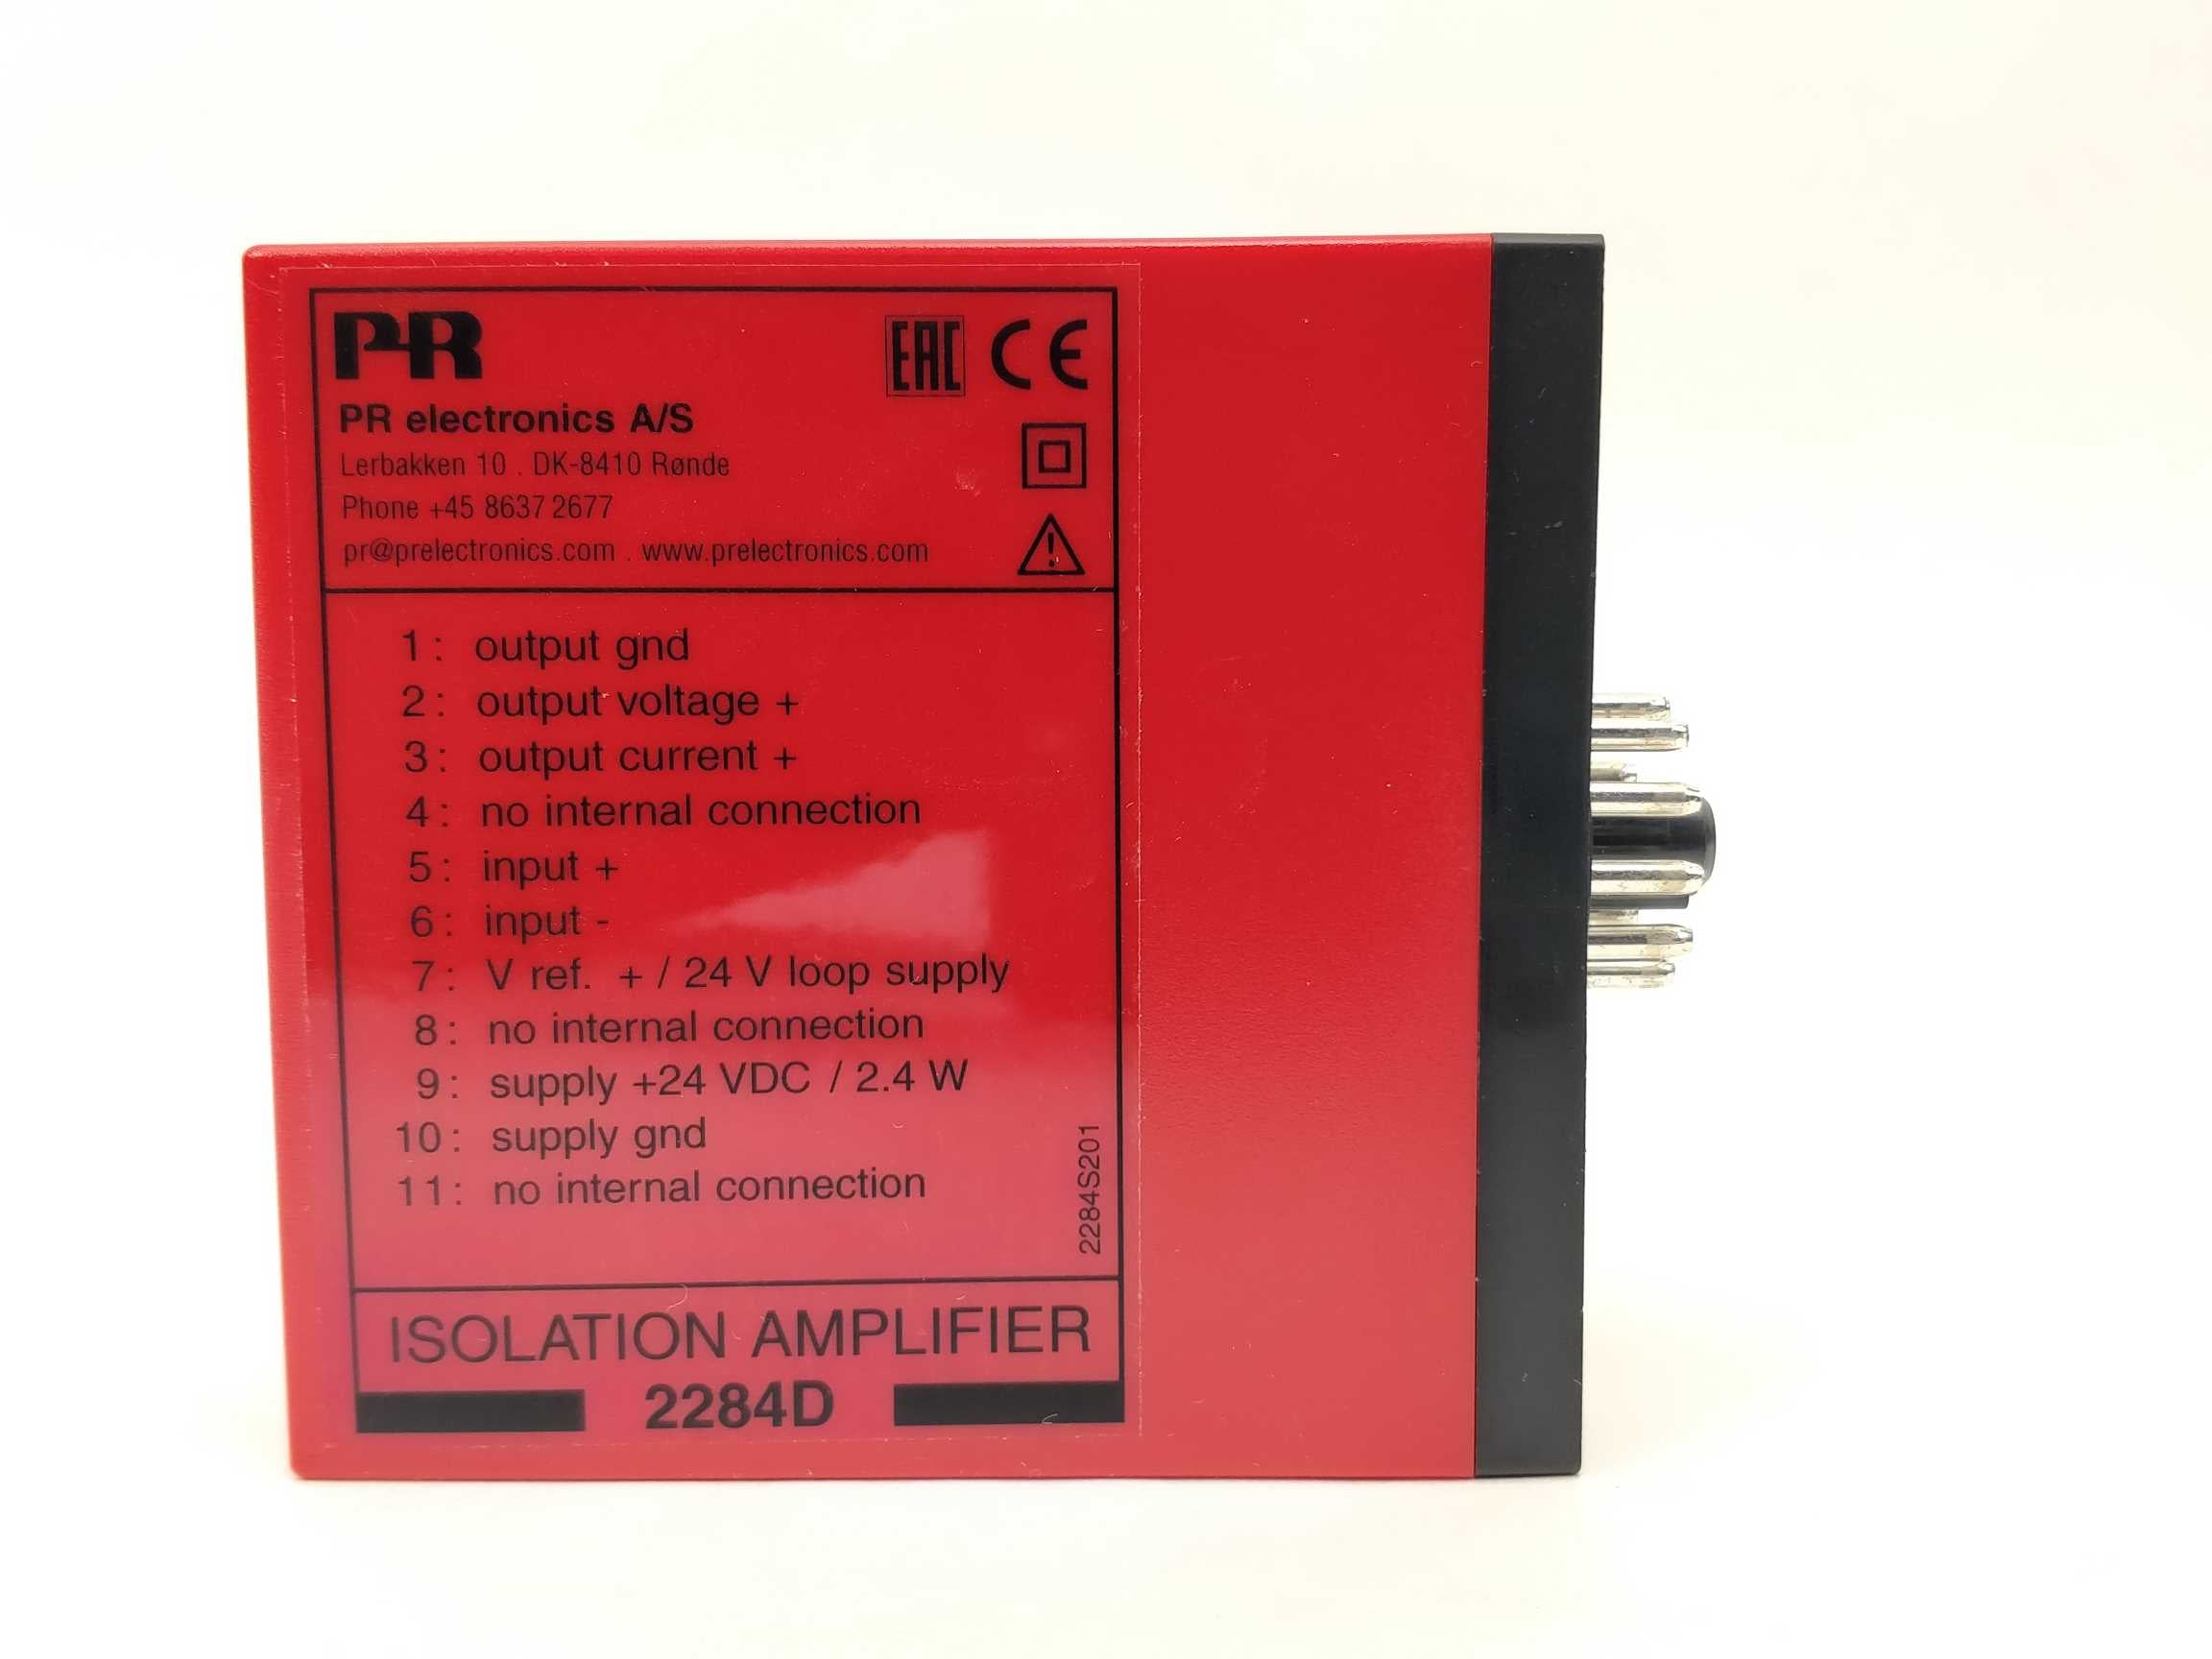 PR
EAC CE
PR electronics A/S
Lerbakken 10 . DK-8410 Rønde
Phone +45 8637 2677
pr@prelectronics.com . www.prelectronics.com
1: output gnd
2: output voltage +
3: output current +
4: no internal connection
5: input +
6: input -
7: V ref. + / 24 V loop supply
8: no internal connection
9: supply +24 VDC / 2.4 W
10: supply gnd
11: no internal connection
2284S201
ISOLATION AMPLIFIER
2284D